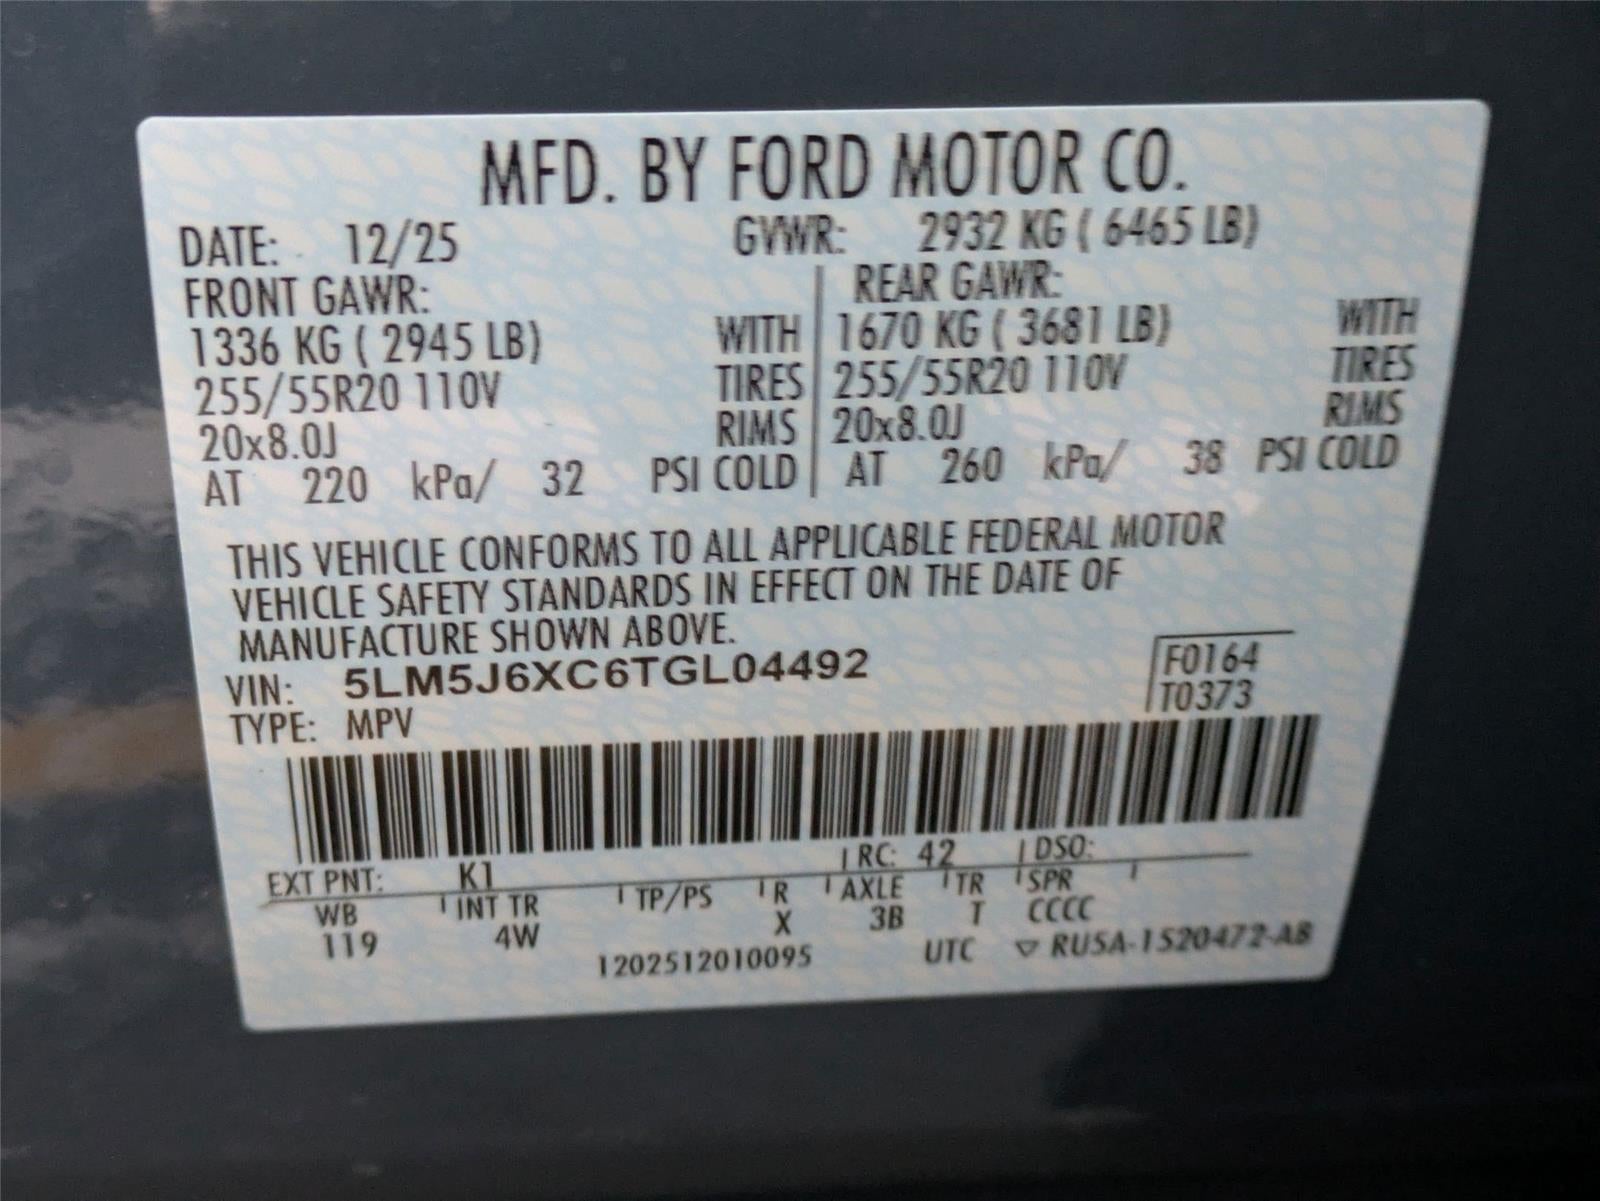 MFD. BY FORD MOTOR CO.
DATE: 12/25 GVWR: 2932 KG ( 6465 LB)
FRONT GAWR: REAR GAWR:
1336 KG ( 2945 LB) WITH 1670 KG ( 3681 LB) WITH
255/55R20 110V TIRES 255/55R20 110V TIRES
20x8.0J RIMS 20x8.0J RIMS
AT 220 kPa/ 32 PSI COLD AT 260 kPa/ 38 PSI COLD
THIS VEHICLE CONFORMS TO ALL APPLICABLE FEDERAL MOTOR
VEHICLE SAFETY STANDARDS IN EFFECT ON THE DATE OF
MANUFACTURE SHOWN ABOVE.
VIN: 5LM5J6XC6TGL04492 F0164
TYPE: MPV T0373
EXT PNT: K1 RC: 42 DSO:
WB INT TR TP/PS R AXLE TR SPR
119 4W X 3B T CCCC
1202512010095 UTC ▽ RU5A-1520472-AB